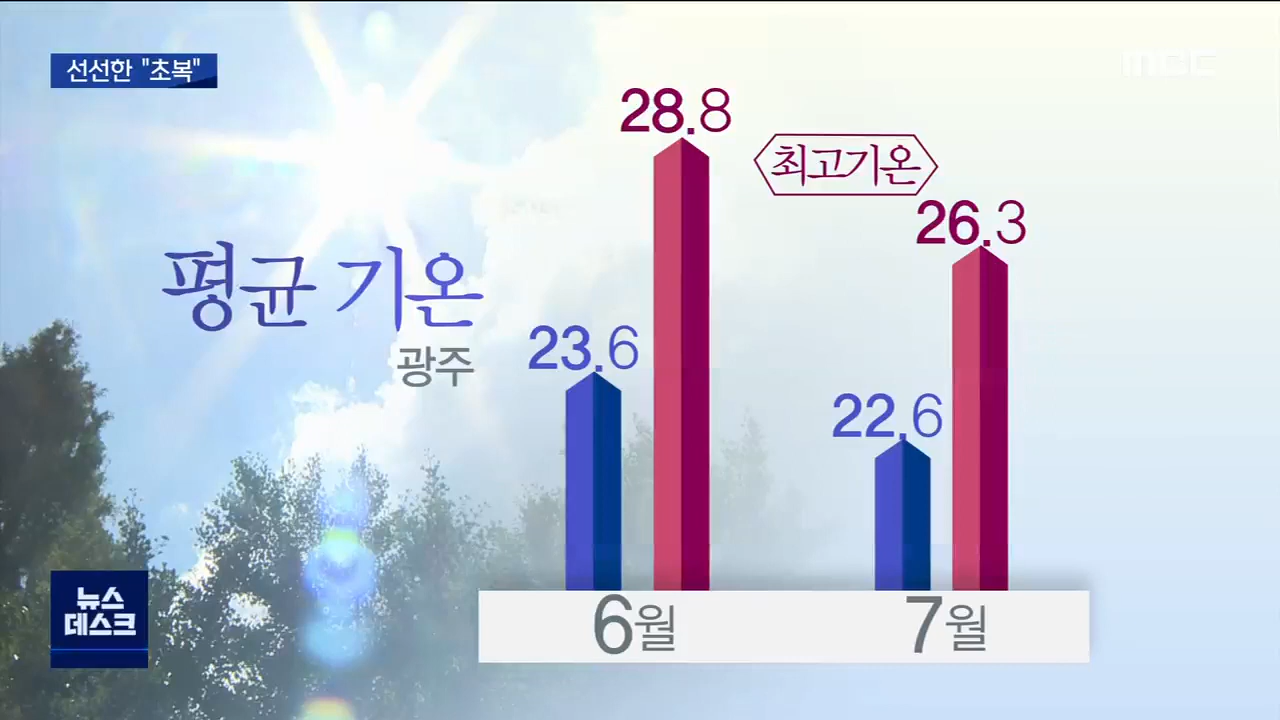 선선한 "초복"
MBC
28.8
최고기온
26.3
평균 기온
광주
23.6
22.6
6월
7월
뉴스
데스크